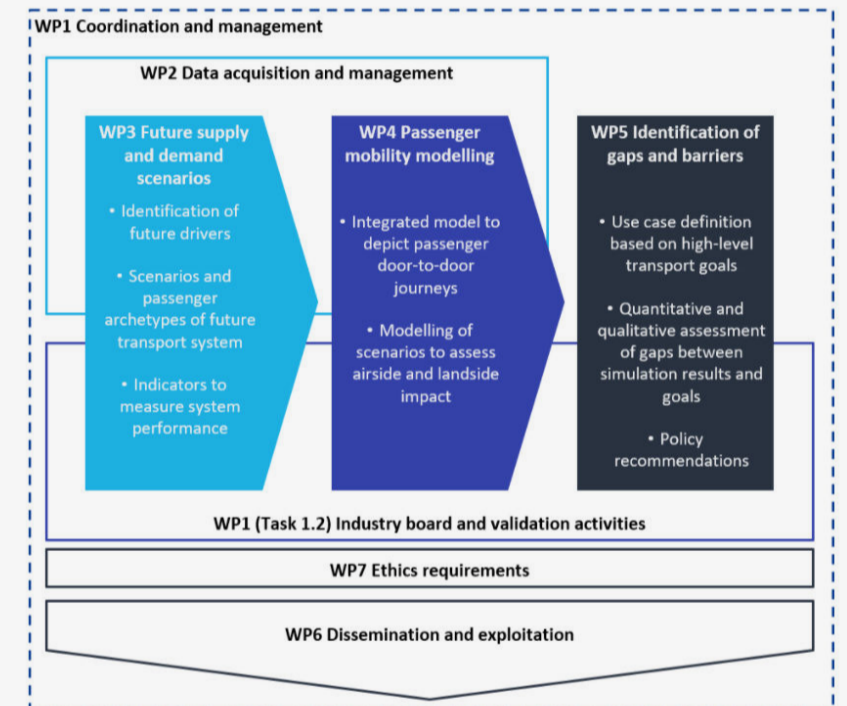 WP1 Coordination and management
WP2 Data acquisition and management
WP3 Future supply
and demand
scenarios
• Identification of
future drivers
• Scenarios and
passenger
archetypes of future
transport system
• Indicators to
measure system
performance
WP4 Passenger
mobility modelling
• Integrated model to
depict passenger
door-to-door
journeys
• Modelling of
scenarios to assess
airside and landside
impact
WP5 Identification of
gaps and barriers
• Use case definition
based on high-level
transport goals
• Quantitative and
qualitative assessment
of gaps between
simulation results and
goals
• Policy
recommendations
WP1 (Task 1.2) Industry board and validation activities
WP7 Ethics requirements
WP6 Dissemination and exploitation